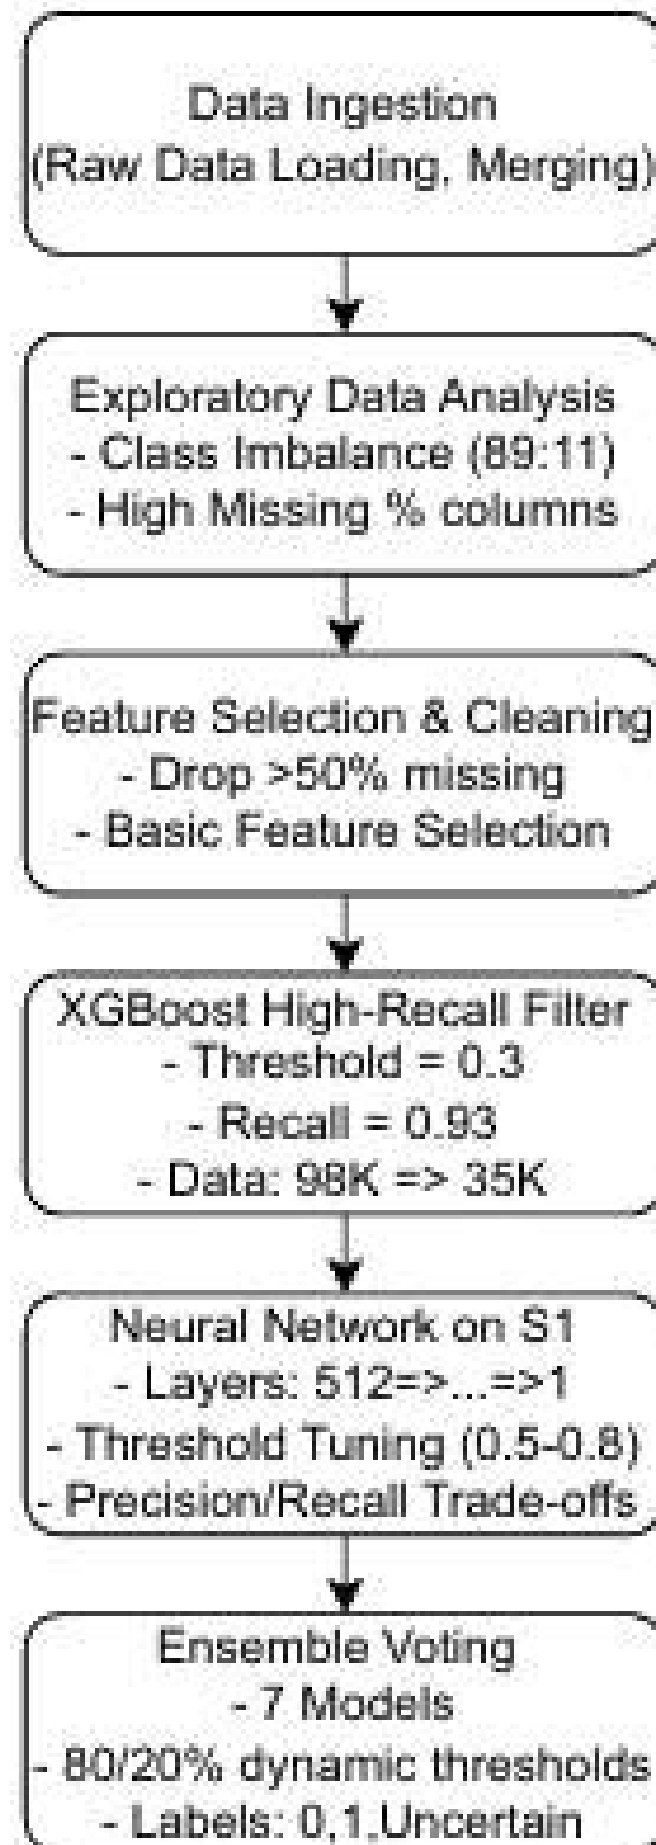 Data Ingestion
(Raw Data Loading, Merging)
Exploratory Data Analysis
- Class Imbalance (89:11)
- High Missing % columns
Feature Selection & Cleaning
- Drop >50% missing
- Basic Feature Selection
XGBoost High-Recall Filter
- Threshold = 0.3
- Recall = 0.93
- Data: 98K => 35K
Neural Network on S1
- Layers: 512=>...=>1
- Threshold Tuning (0.5-0.8)
- Precision/Recall Trade-offs
Ensemble Voting
- 7 Models
- 80/20% dynamic thresholds
- Labels: 0,1,Uncertain